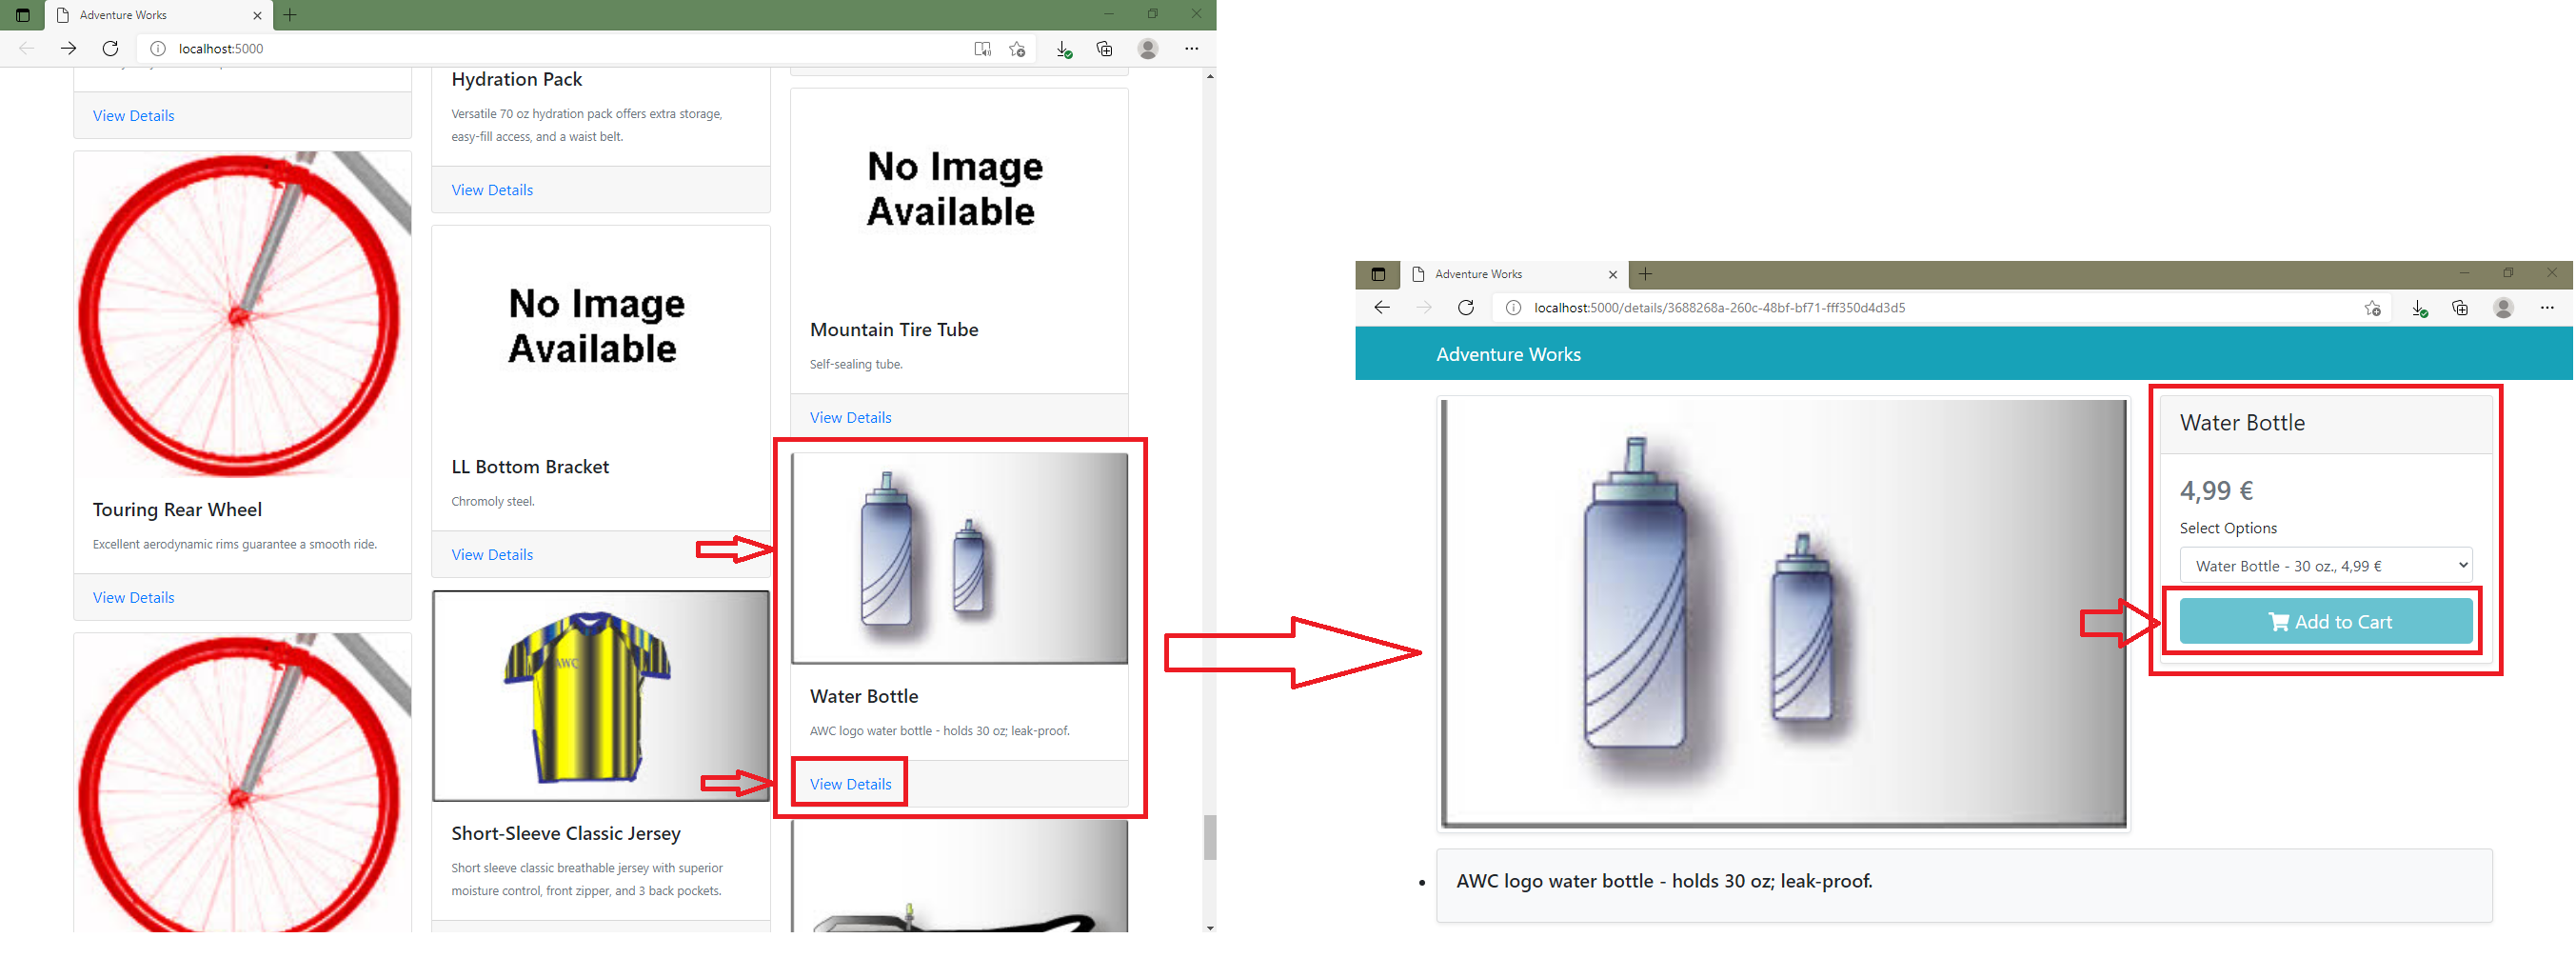 Adventure Works
localhost:5000
View Details
Touring Rear Wheel
Excellent aerodynamic rims guarantee a smooth ride.
View Details
Hydration Pack
Versatile 70 oz hydration pack offers extra storage,
easy-fill access, and a waist belt.
View Details
No Image
Available
LL Bottom Bracket
Chromoly steel.
View Details
AWC
Short-Sleeve Classic Jersey
Short sleeve classic breathable jersey with superior
moisture control, front zipper, and 3 back pockets.
No Image
Available
Mountain Tire Tube
Self-sealing tube.
View Details
Water Bottle
AWC logo water bottle - holds 30 oz; leak-proof.
View Details
Adventure Works
localhost:5000/details/3688268a-260c-48bf-bf71-fff350d4d3d5
Adventure Works
Water Bottle
4,99 €
Select Options
Water Bottle - 30 oz., 4,99 €
Add to Cart
AWC logo water bottle - holds 30 oz; leak-proof.